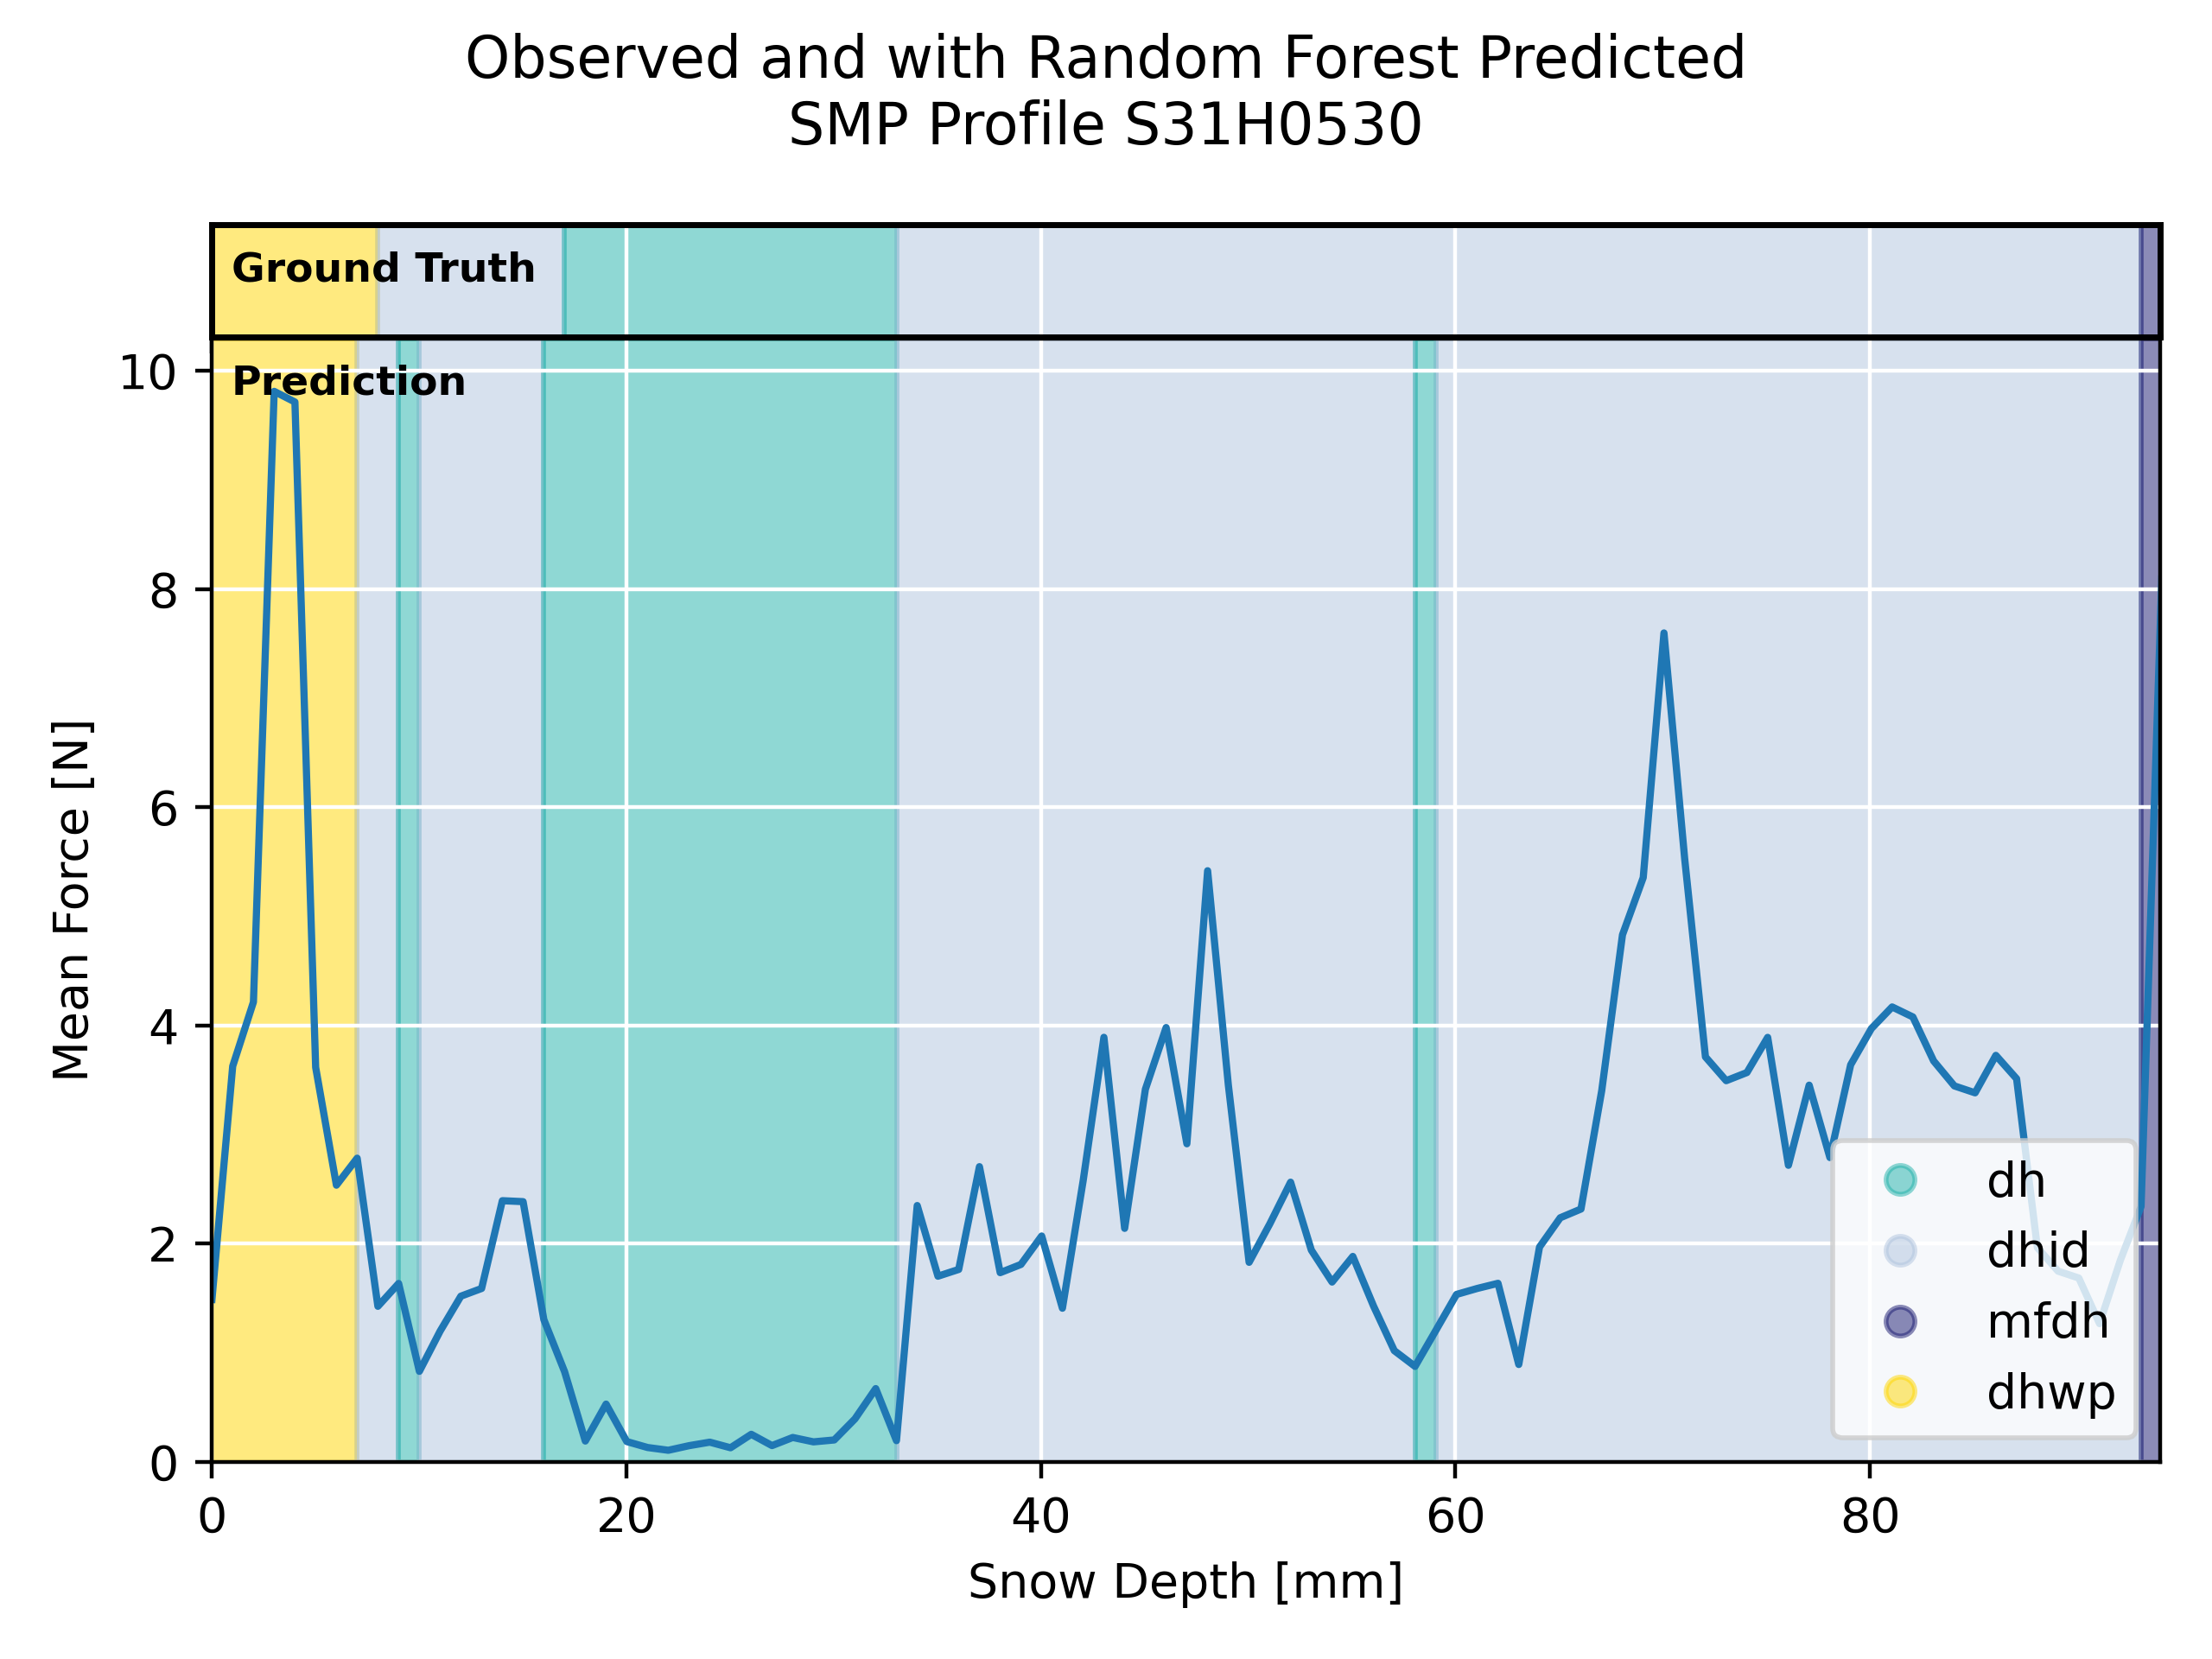 Observed and with Random Forest Predicted
SMP Profile S31H0530
Ground Truth
Prediction
10
8
6
4
2
0
Mean Force [N]
0 20 40 60 80
Snow Depth [mm]
dh
dhid
mfdh
dhwp